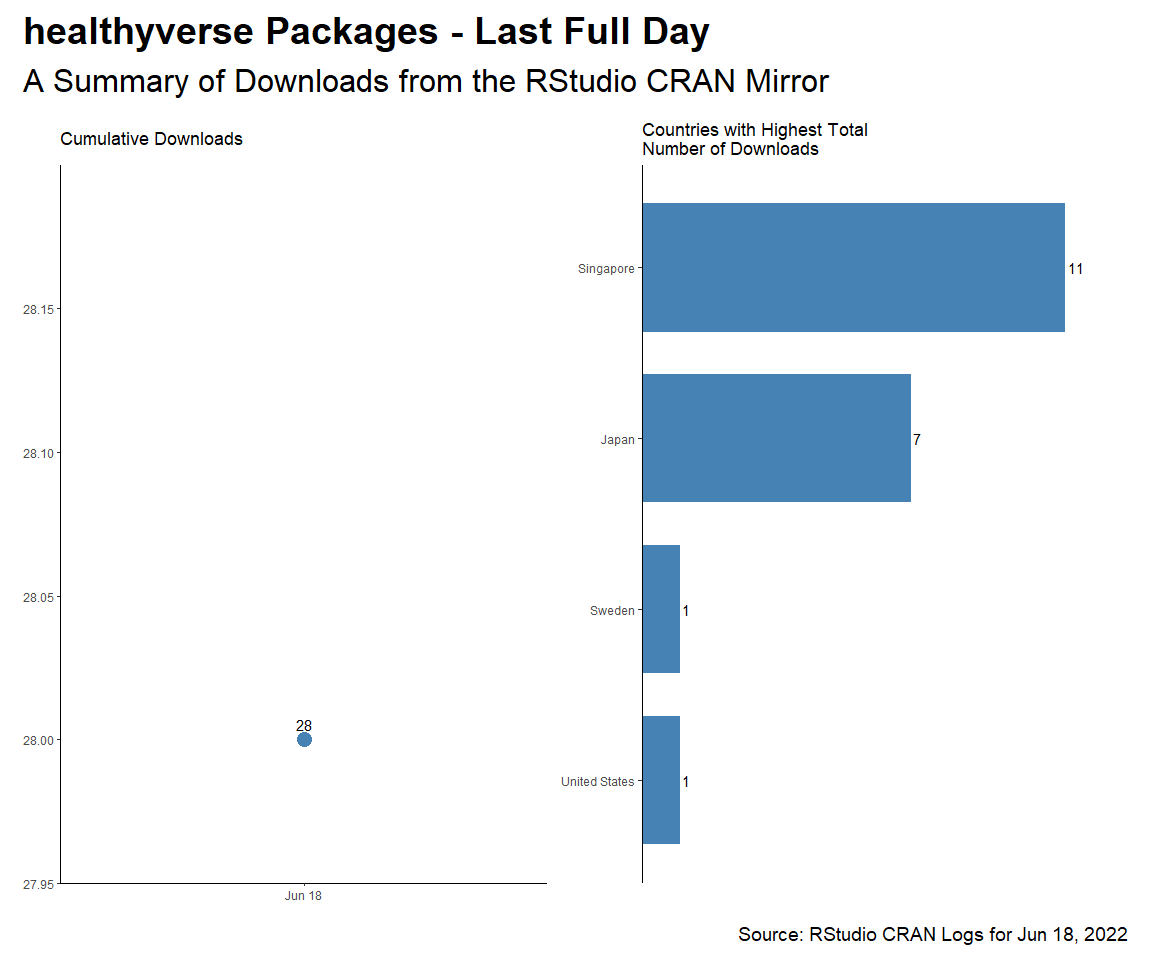 healthyverse Packages - Last Full Day
A Summary of Downloads from the RStudio CRAN Mirror
Cumulative Downloads
28.15
28.10
28.05
28.00
27.95
28
Jun 18
Countries with Highest Total
Number of Downloads
Singapore
11
Japan
7
Sweden
1
United States
1
Source: RStudio CRAN Logs for Jun 18, 2022